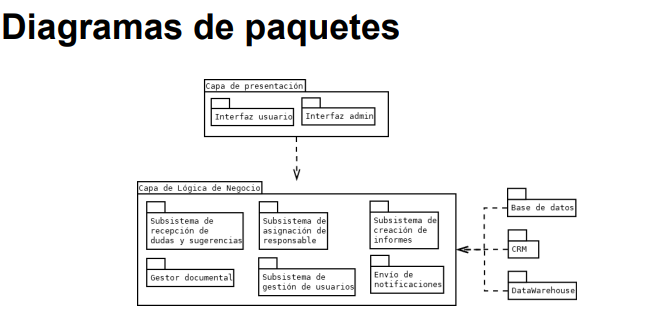 Diagramas de paquetes
Capa de presentación
Interfaz usuario
Interfaz admin
Capa de Lógica de Negocio
Subsistema de
recepción de
dudas y sugerencias
Subsistema de
asignación de
responsable
Subsistema de
creación de
informes
Gestor documental
Subsistema de
gestión de usuarios
Envío de
notificaciones
Base de datos
CRM
DataWarehouse